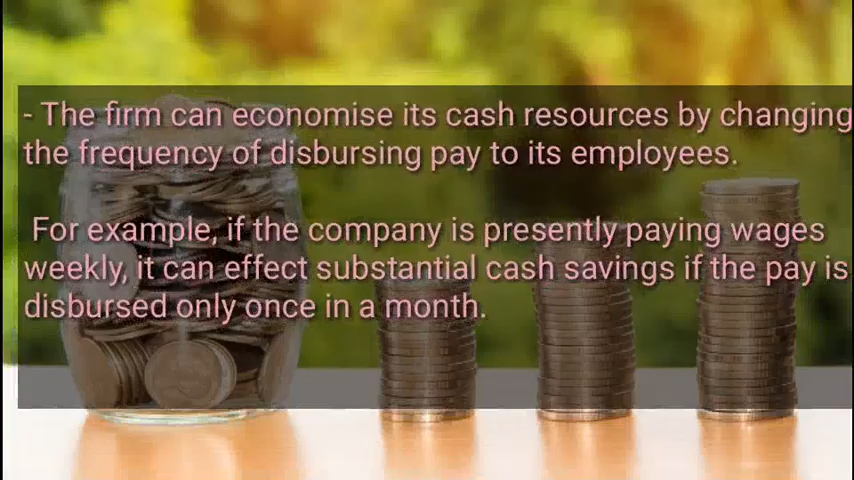 - The firm can economise its cash resources by changing
the frequency of disbursing pay to its employees.
For example, if the company is presently paying wages
weekly, it can effect substantial cash savings if the pay is
disbursed only once in a month.